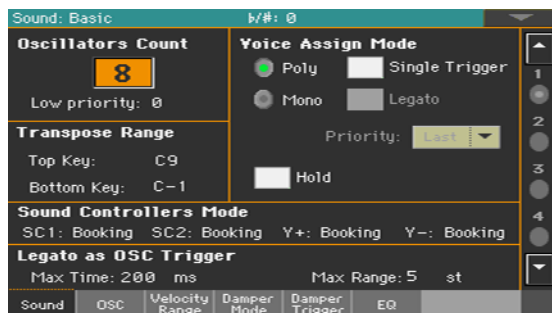 Sound: Basic ♭/#: 0
Oscillators Count
8
Low priority: 0
Voice Assign Mode
Poly Single Trigger
Mono Legato
Priority: Last
Hold
Transpose Range
Top Key: C9
Bottom Key: C-1
Sound Controllers Mode
SC1: Booking SC2: Booking Y+: Booking Y-: Booking
Legato as OSC Trigger
Max Time: 200 ms Max Range: 5 st
1
2
3
4
Sound OSC Velocity Range Damper Mode Damper Trigger EQ